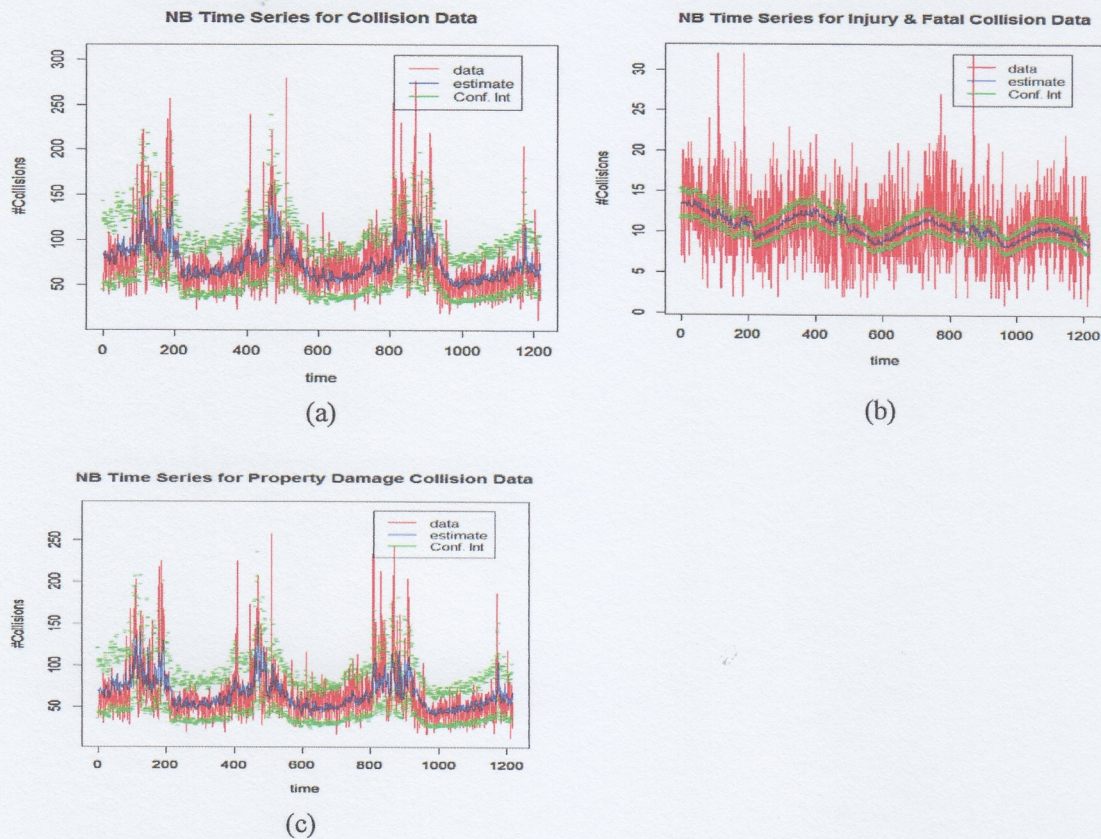 NB Time Series for Collision Data
data
estimate
Conf. Int
#Collisions
300
250
200
150
100
50
0 200 400 600 800 1000 1200
time
(a)
NB Time Series for Injury & Fatal Collision Data
data
estimate
Conf. Int
#Collisions
30
25
20
15
10
5
0
0 200 400 600 800 1000 1200
time
(b)
NB Time Series for Property Damage Collision Data
data
estimate
Conf. Int
#Collisions
250
200
150
100
50
0 200 400 600 800 1000 1200
time
(c)